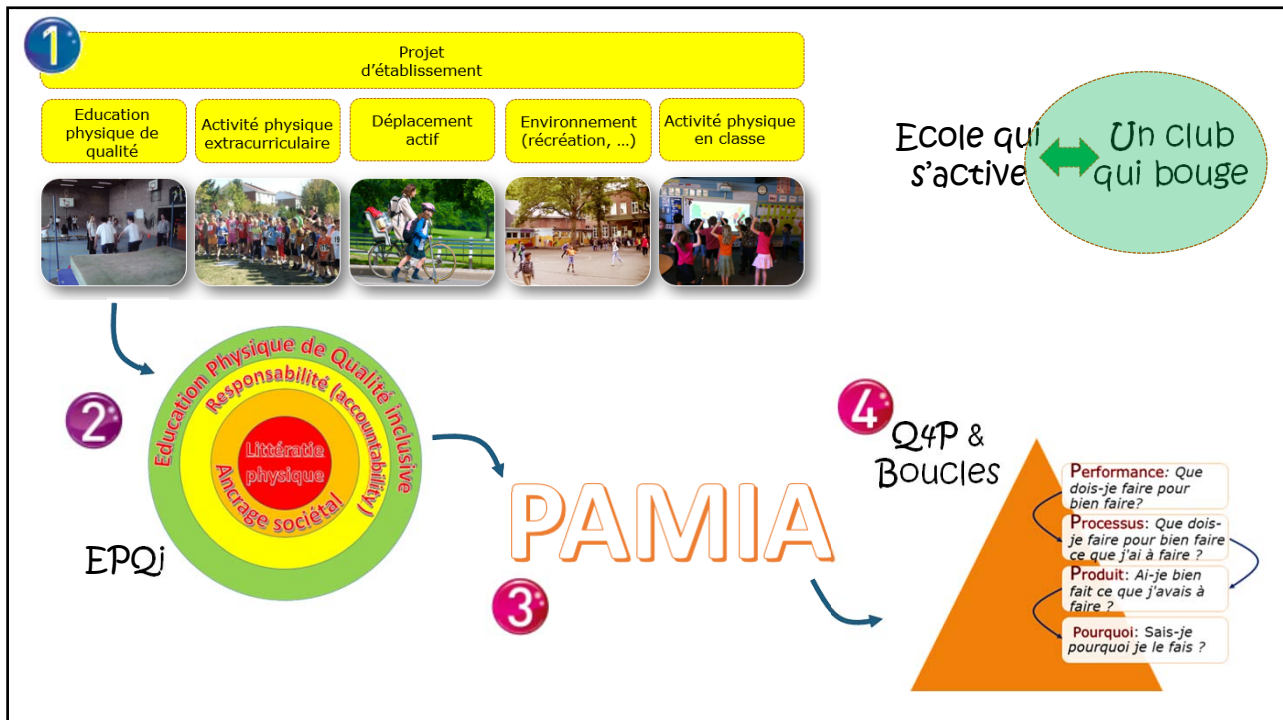 1
Projet
d'établissement
Education
physique de
qualité
Activité physique
extracurriculaire
Déplacement
actif
Environnement
(récréation, ...)
Activité physique
en classe
Ecole qui
s'active
Un club
qui bouge
2
Education Physique de Qualité inclusive
Responsabilité (accountability)
Ancrage sociétal
Littératie
physique
EPQi
PAMIA
3
4
Q4P &
Boucles
Performance: Que
dois-je faire pour
bien faire?
Processus: Que dois-
je faire pour bien faire
ce que j'ai à faire ?
Produit: Ai-je bien
fait ce que j'avais à
faire ?
Pourquoi: Sais-je
pourquoi je le fais ?